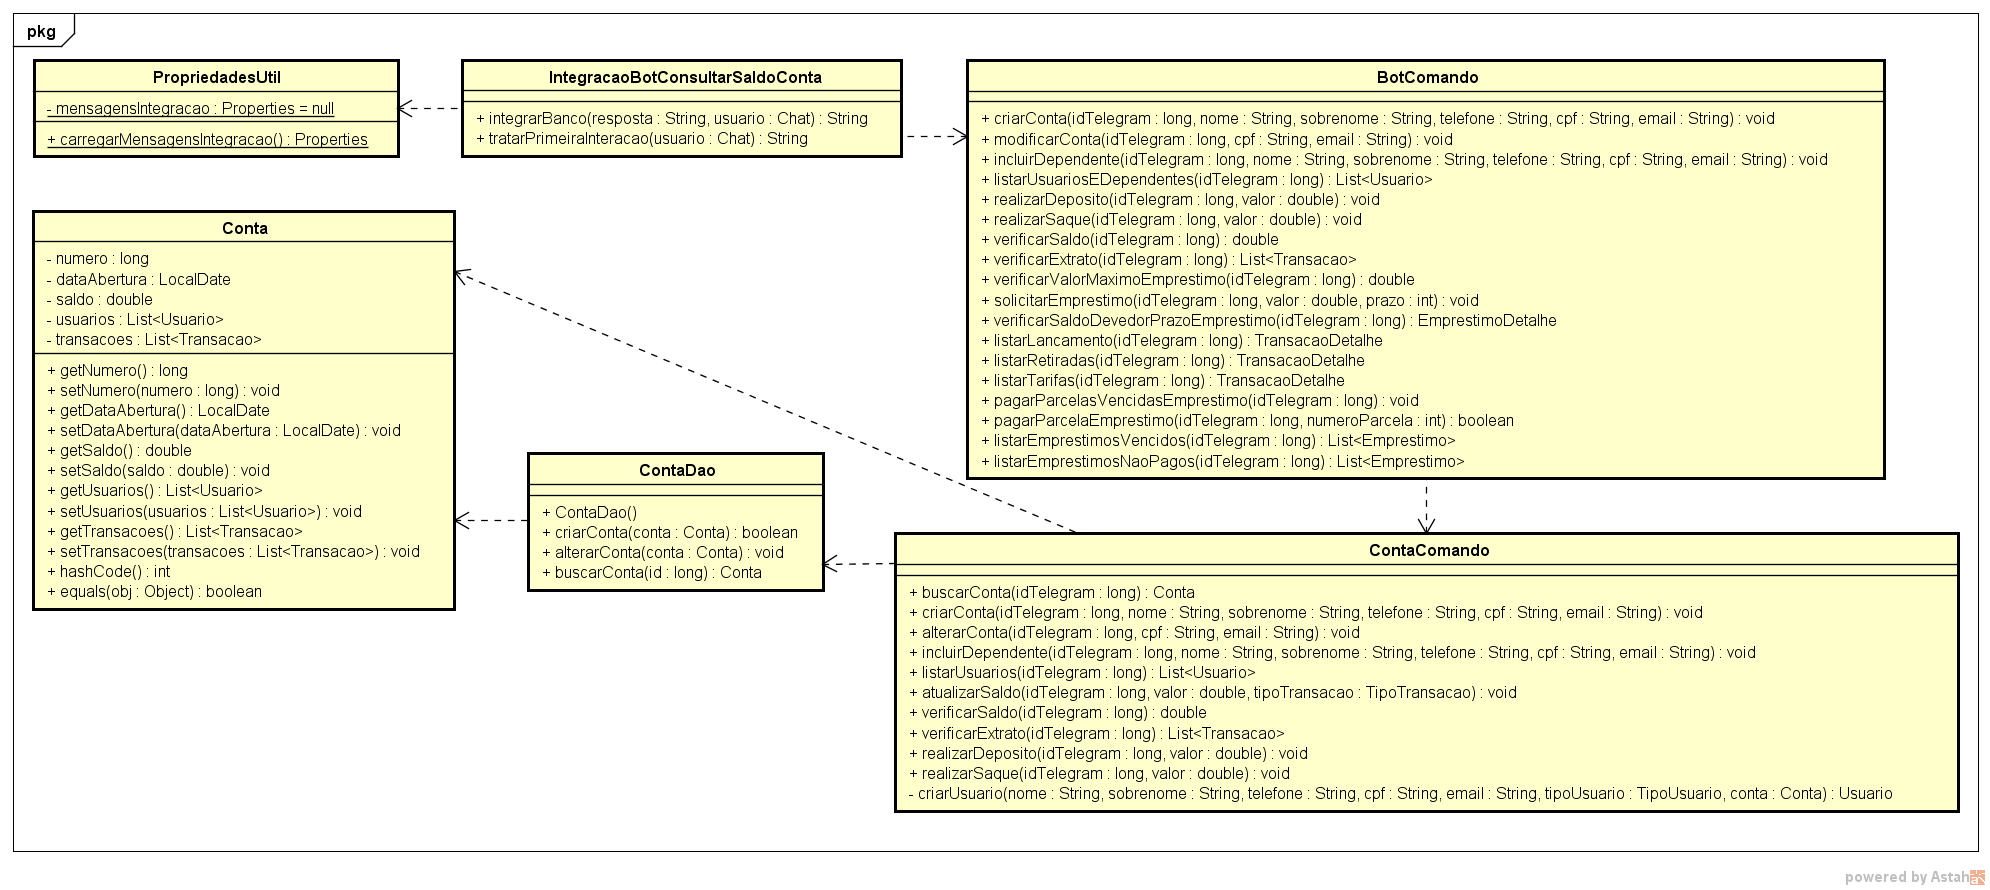 pkg
PropriedadesUtil
- mensagensIntegracao : Properties = null
+ carregarMensagensIntegracao() : Properties
IntegracaoBotConsultarSaldoConta
+ integrarBanco(resposta : String, usuario : Chat) : String
+ tratarPrimeiraInteracao(usuario : Chat) : String
BotComando
+ criarConta(idTelegram : long, nome : String, sobrenome : String, telefone : String, cpf : String, email : String) : void
+ modificarConta(idTelegram : long, cpf : String, email : String) : void
+ incluirDependente(idTelegram : long, nome : String, sobrenome : String, telefone : String, cpf : String, email : String) : void
+ listarUsuariosEDependentes(idTelegram : long) : List<Usuario>
+ realizarDeposito(idTelegram : long, valor : double) : void
+ realizarSaque(idTelegram : long, valor : double) : void
+ verificarSaldo(idTelegram : long) : double
+ verificarExtrato(idTelegram : long) : List<Transacao>
+ verificarValorMaximoEmprestimo(idTelegram : long) : double
+ solicitarEmprestimo(idTelegram : long, valor : double, prazo : int) : void
+ verificarSaldoDevedorPrazoEmprestimo(idTelegram : long) : EmprestimoDetalhe
+ listarLancamento(idTelegram : long) : TransacaoDetalhe
+ listarRetiradas(idTelegram : long) : TransacaoDetalhe
+ listarTarifas(idTelegram : long) : TransacaoDetalhe
+ pagarParcelasVencidasEmprestimo(idTelegram : long) : void
+ pagarParcelaEmprestimo(idTelegram : long, numeroParcela : int) : boolean
+ listarEmprestimosVencidos(idTelegram : long) : List<Emprestimo>
+ listarEmprestimosNaoPagos(idTelegram : long) : List<Emprestimo>
Conta
- numero : long
- dataAbertura : LocalDate
- saldo : double
- usuarios : List<Usuario>
- transacoes : List<Transacao>
+ getNumero() : long
+ setNumero(numero : long) : void
+ getDataAbertura() : LocalDate
+ setDataAbertura(dataAbertura : LocalDate) : void
+ getSaldo() : double
+ setSaldo(saldo : double) : void
+ getUsuarios() : List<Usuario>
+ setUsuarios(usuarios : List<Usuario>) : void
+ getTransacoes() : List<Transacao>
+ setTransacoes(transacoes : List<Transacao>) : void
+ hashCode() : int
+ equals(obj : Object) : boolean
ContaDao
+ ContaDao()
+ criarConta(conta : Conta) : boolean
+ alterarConta(conta : Conta) : void
+ buscarConta(id : long) : Conta
ContaComando
+ buscarConta(idTelegram : long) : Conta
+ criarConta(idTelegram : long, nome : String, sobrenome : String, telefone : String, cpf : String, email : String) : void
+ alterarConta(idTelegram : long, cpf : String, email : String) : void
+ incluirDependente(idTelegram : long, nome : String, sobrenome : String, telefone : String, cpf : String, email : String) : void
+ listarUsuarios(idTelegram : long) : List<Usuario>
+ atualizarSaldo(idTelegram : long, valor : double, tipoTransacao : TipoTransacao) : void
+ verificarSaldo(idTelegram : long) : double
+ verificarExtrato(idTelegram : long) : List<Transacao>
+ realizarDeposito(idTelegram : long, valor : double) : void
+ realizarSaque(idTelegram : long, valor : double) : void
- criarUsuario(nome : String, sobrenome : String, telefone : String, cpf : String, email : String, tipoUsuario : TipoUsuario, conta : Conta) : Usuario
powered by Astah